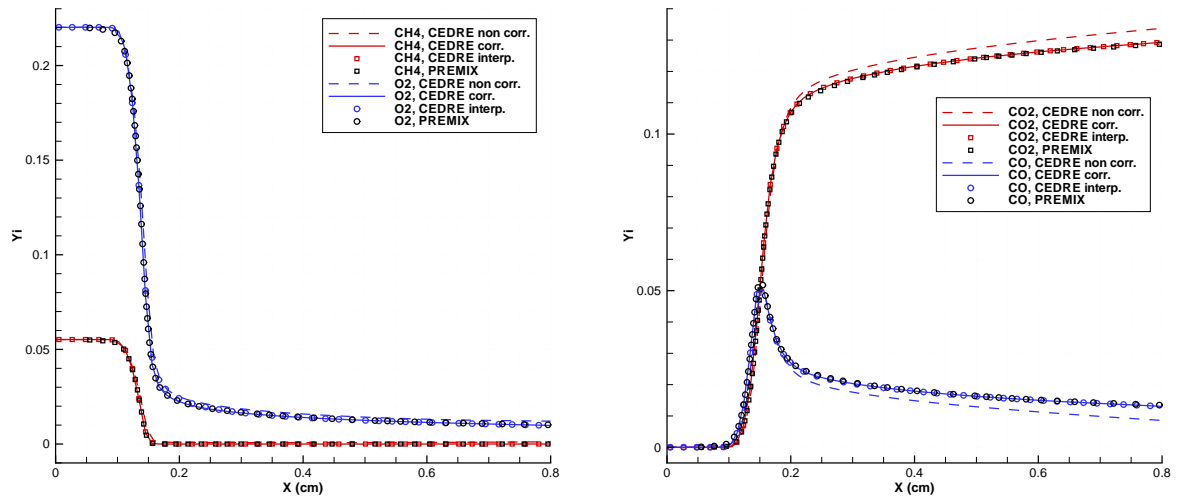 CH4, CEDRE non corr.
CH4, CEDRE corr.
CH4, CEDRE interp.
CH4, PREMIX
O2, CEDRE non corr.
O2, CEDRE corr.
O2, CEDRE interp.
O2, PREMIX
Yi
0.2
0.15
0.1
0.05
0
0.2
0.4
0.6
0.8
X (cm)
CO2, CEDRE non corr.
CO2, CEDRE corr.
CO2, CEDRE interp.
CO2, PREMIX
CO, CEDRE non corr.
CO, CEDRE corr.
CO, CEDRE interp.
CO, PREMIX
Yi
0.1
0.05
0
0
0.2
0.4
0.6
0.8
X (cm)